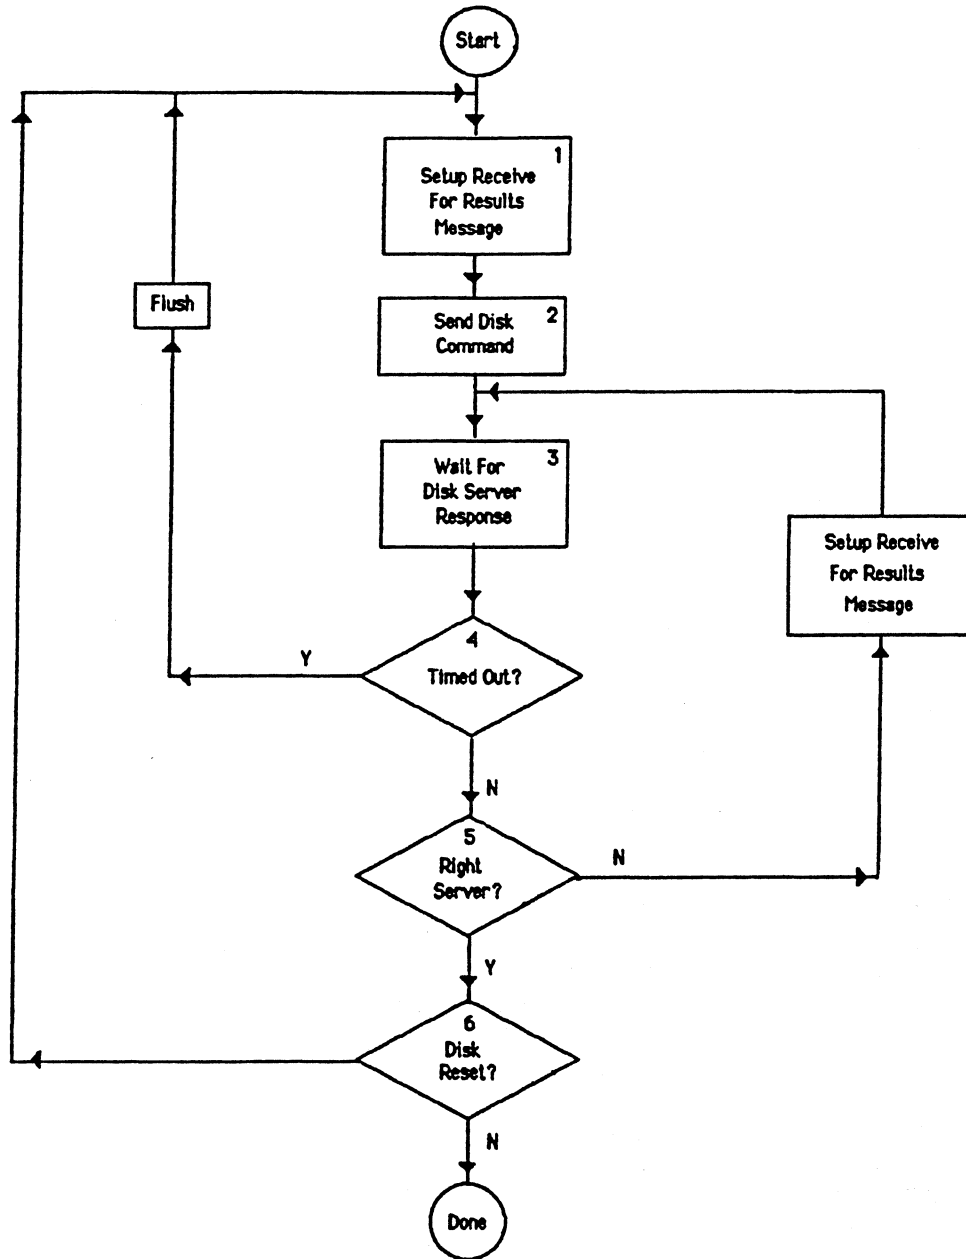 Start
1
Setup Receive
For Results
Message
Flush
2
Send Disk
Command
3
Wait For
Disk Server
Response
Setup Receive
For Results
Message
4
Timed Out?
Y
N
5
Right
Server?
N
Y
6
Disk
Reset?
N
Done